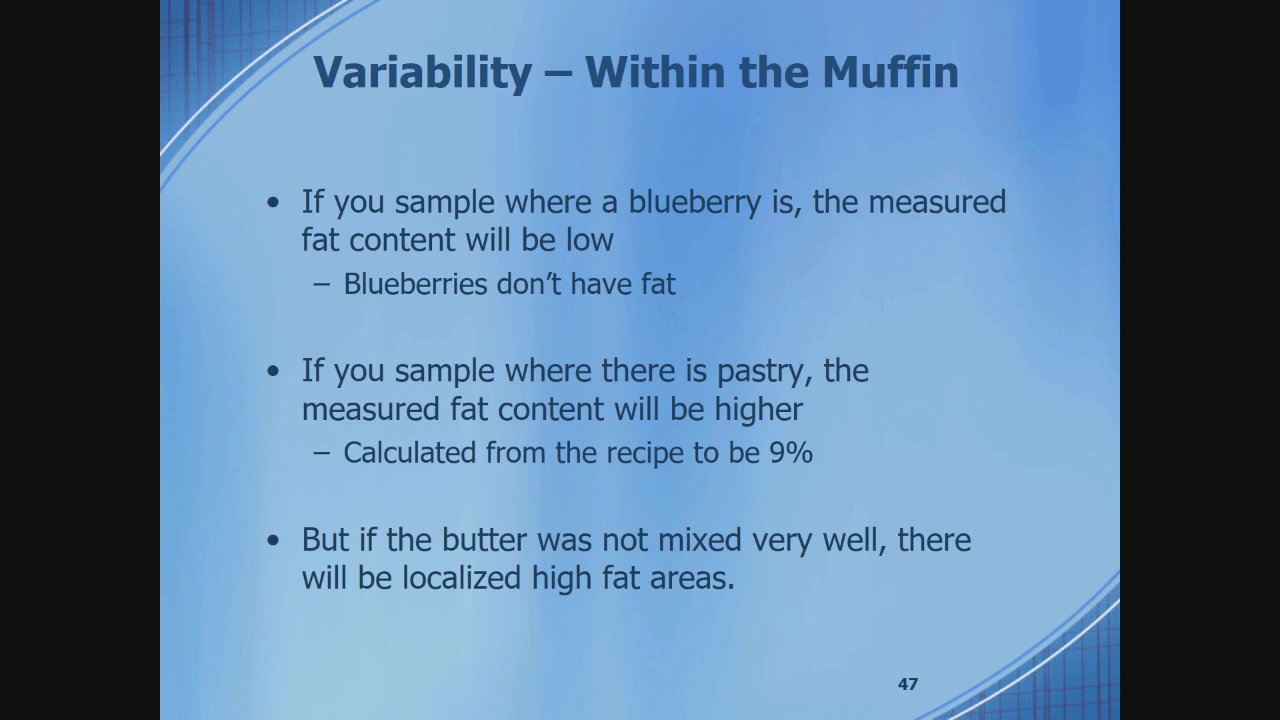 Variability – Within the Muffin
• If you sample where a blueberry is, the measured
fat content will be low
– Blueberries don’t have fat
• If you sample where there is pastry, the
measured fat content will be higher
– Calculated from the recipe to be 9%
• But if the butter was not mixed very well, there
will be localized high fat areas.
47